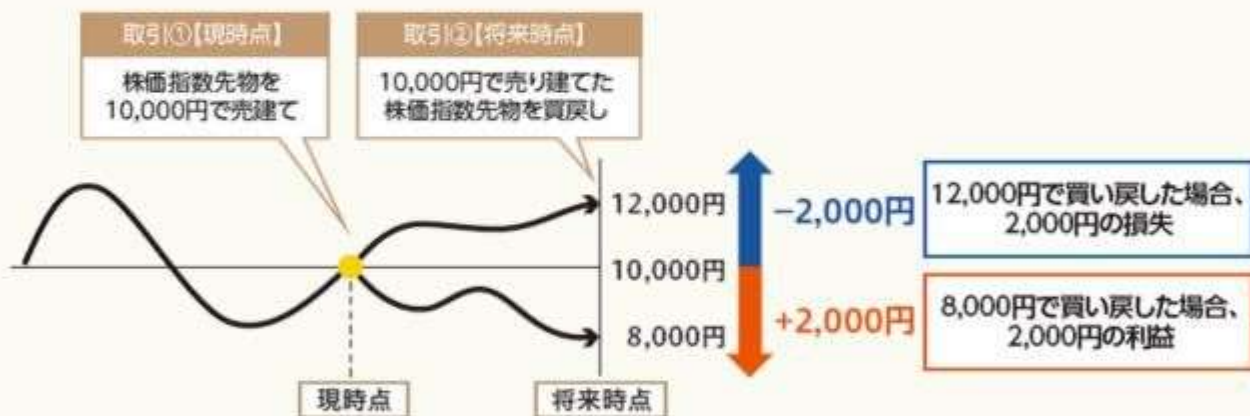 取引①【現時点】
株価指数先物を
10,000円で売建て
取引②【将来時点】
10,000円で売り建てた
株価指数先物を買戻し
12,000円
10,000円
8,000円
−2,000円
+2,000円
12,000円で買い戻した場合、
2,000円の損失
8,000円で買い戻した場合、
2,000円の利益
現時点
将来時点